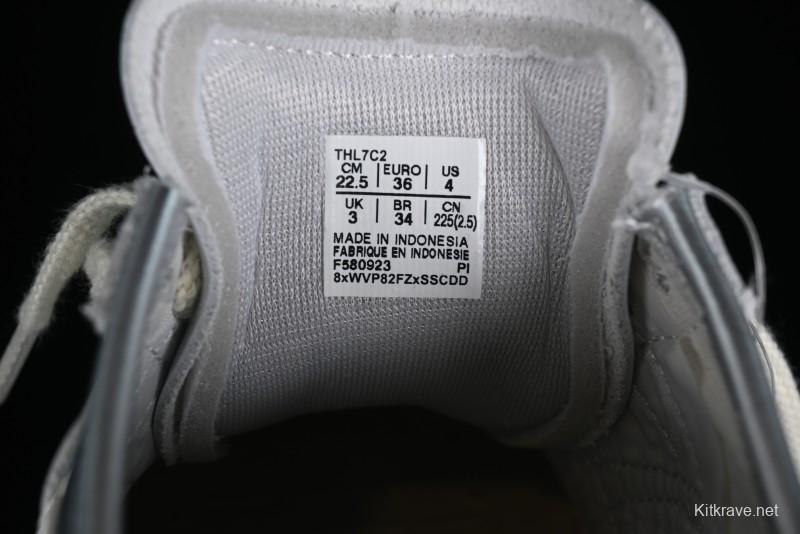 THL7C2
CM EURO US
22.5 36 4
UK BR CN
3 34 225(2.5)
MADE IN INDONESIA
FABRIQUE EN INDONESIE
F580923 PI
8xWVP82FZxSSCDD
Kitkrave.net